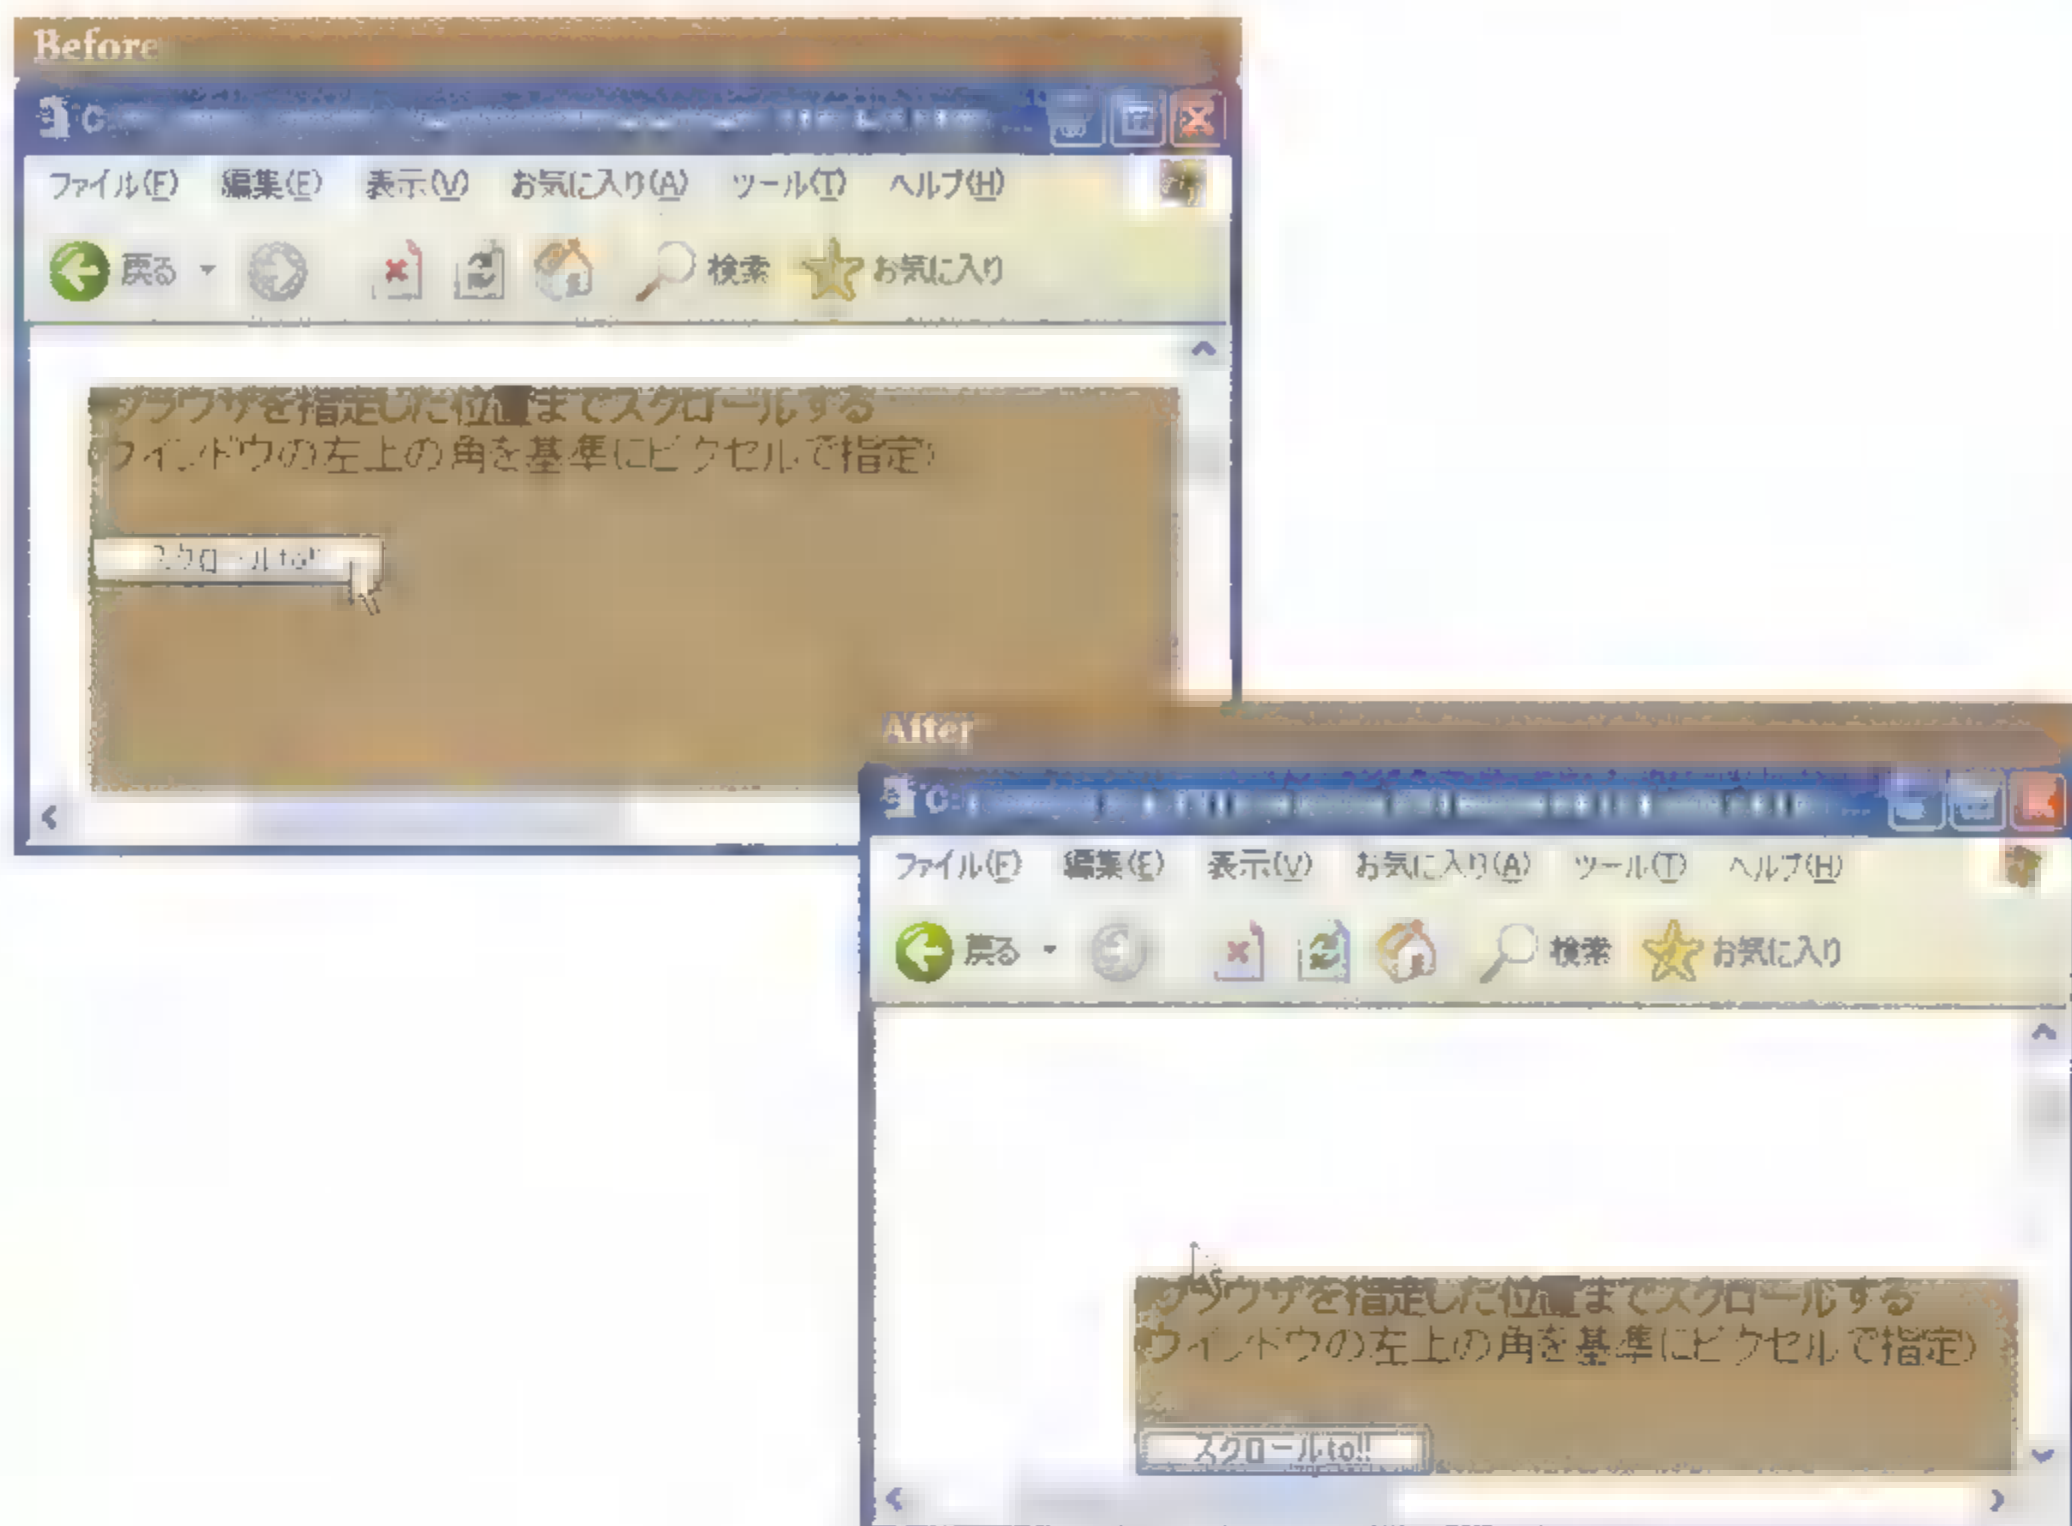 Before
ファイル(F) 編集(E) 表示(V) お気に入り(A) ツール(T) ヘルプ(H)
戻る 検索 お気に入り
ブラウザを指定した位置までスクロールする
ウィンドウの左上の角を基準にピクセルで指定)
スクロールto!!
After
ファイル(F) 編集(E) 表示(V) お気に入り(A) ツール(T) ヘルプ(H)
戻る 検索 お気に入り
ブラウザを指定した位置までスクロールする
ウィンドウの左上の角を基準にピクセルで指定)
スクロールto!!